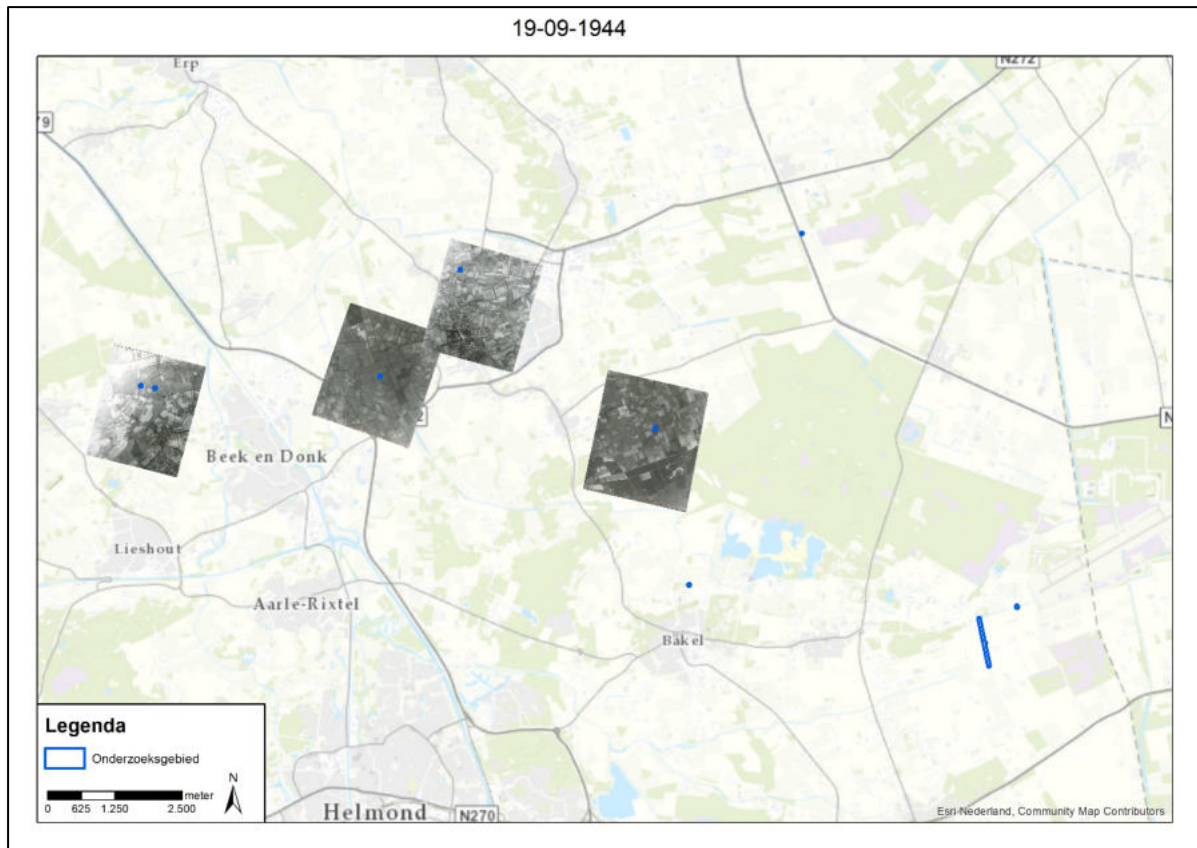 19-09-1944
Erp
N272
79
2
N
Beek en Donk
Lieshout
Aarle-Rixtel
Bakel
Legenda
Onderzoeksgebied
N
meter
0 625 1.250 2.500
Helmond
N270
Esri Nederland, Community Map Contributors